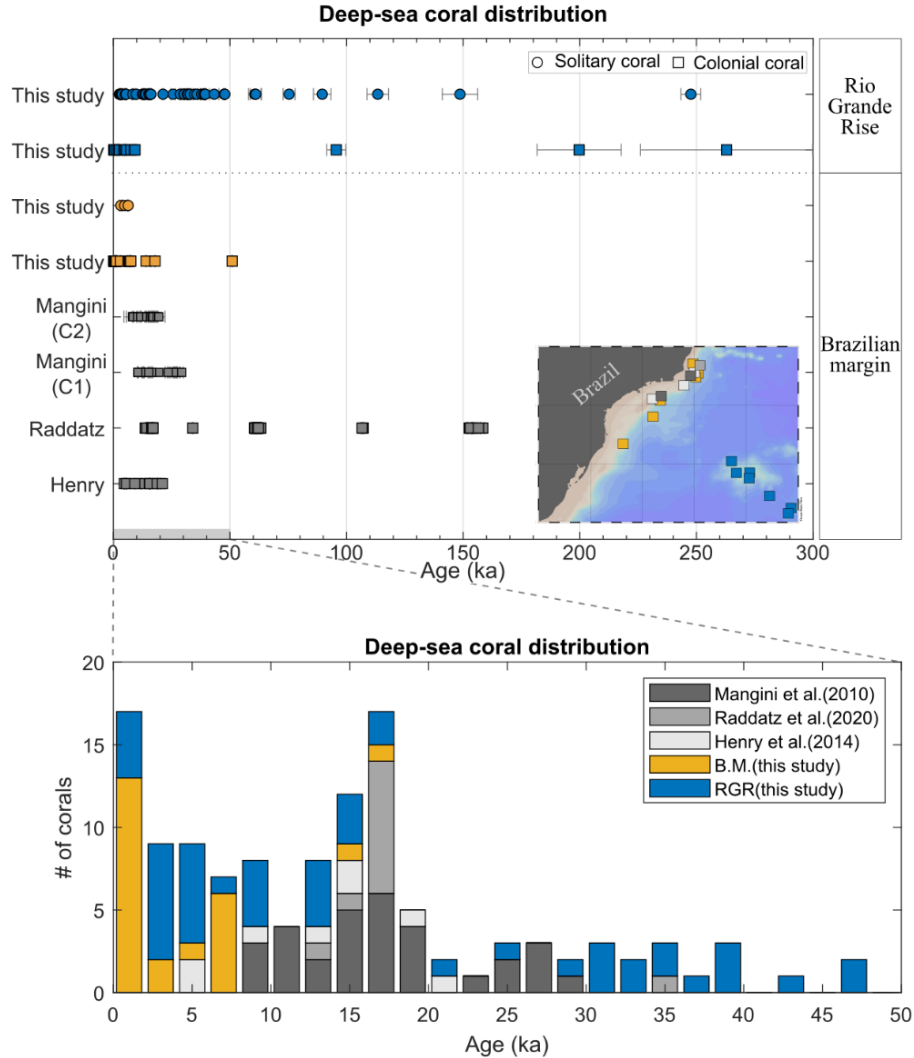 Deep-sea coral distribution
Solitary coral
Colonial coral
This study
This study
This study
This study
Mangini
(C2)
Mangini
(C1)
Raddatz
Henry
Rio
Grande
Rise
Brazilian
margin
Brazil
0
50
100
150
200
250
300
Age (ka)
Deep-sea coral distribution
Mangini et al.(2010)
Raddatz et al.(2020)
Henry et al.(2014)
B.M.(this study)
RGR(this study)
# of corals
20
15
10
5
0
0
5
10
15
20
25
30
35
40
45
50
Age (ka)